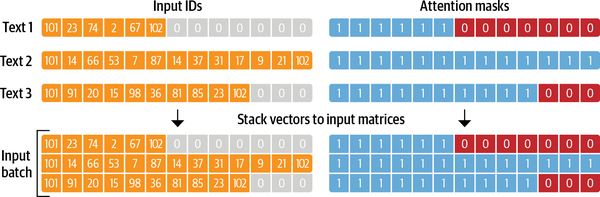 Input IDs Attention masks
Text 1 101 23 74 2 67 102 0 0 0 0 0 0 0 1 1 1 1 1 1 0 0 0 0 0 0 0
Text 2 101 14 66 53 7 87 14 37 31 17 9 21 102 1 1 1 1 1 1 1 1 1 1 1 1 1
Text 3 101 91 20 15 98 36 81 85 23 102 0 0 0 1 1 1 1 1 1 1 1 1 1 0 0 0
Stack vectors to input matrices
Input
batch
101 23 74 2 67 102 0 0 0 0 0 0 0 1 1 1 1 1 1 0 0 0 0 0 0 0
101 14 66 53 7 87 14 37 31 17 9 21 102 1 1 1 1 1 1 1 1 1 1 1 1 1
101 91 20 15 98 36 81 85 23 102 0 0 0 1 1 1 1 1 1 1 1 1 1 0 0 0